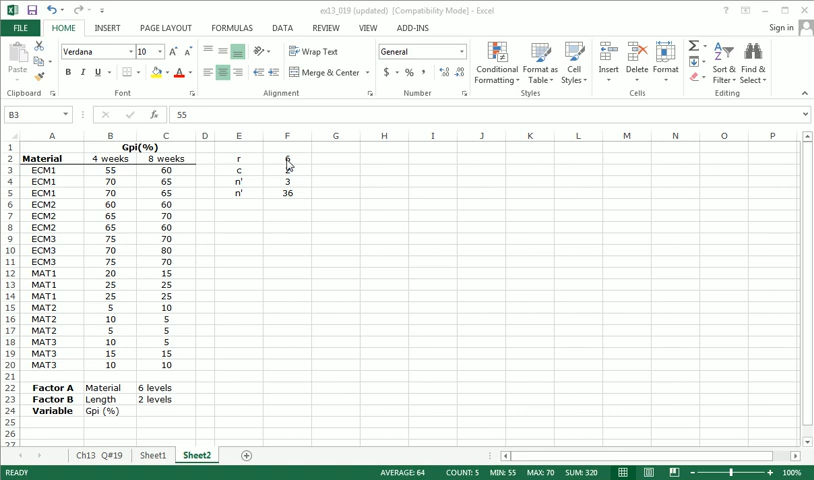 ex13_019 (updated) [Compatibility Mode] - Excel
FILE HOME INSERT PAGE LAYOUT FORMULAS DATA REVIEW VIEW ADD-INS Sign in
Paste Verdana 10 A A Wrap Text General Conditional Format as Cell Insert Delete Format Sort & Find &
B I U A Merge & Center $ % , Formatting Table Styles Filter Select
Clipboard Font Alignment Number Styles Cells Editing
B3 fx 55
A B C D E F G H I J K L M N O P
1 Gpi(%)
2 Material 4 weeks 8 weeks r 6
3 ECM1 55 60 c 2
4 ECM1 70 65 n' 3
5 ECM1 70 65 n' 36
6 ECM2 60 60
7 ECM2 65 70
8 ECM2 65 60
9 ECM3 75 70
10 ECM3 70 80
11 ECM3 75 70
12 MAT1 20 15
13 MAT1 25 25
14 MAT1 25 25
15 MAT2 5 10
16 MAT2 10 5
17 MAT2 5 5
18 MAT3 10 5
19 MAT3 15 15
20 MAT3 10 10
21
22 Factor A Material 6 levels
23 Factor B Length 2 levels
24 Variable Gpi (%)
25
26
27
Ch13 Q#19 Sheet1 Sheet2
READY AVERAGE: 64 COUNT: 5 MIN: 55 MAX: 70 SUM: 320 100%